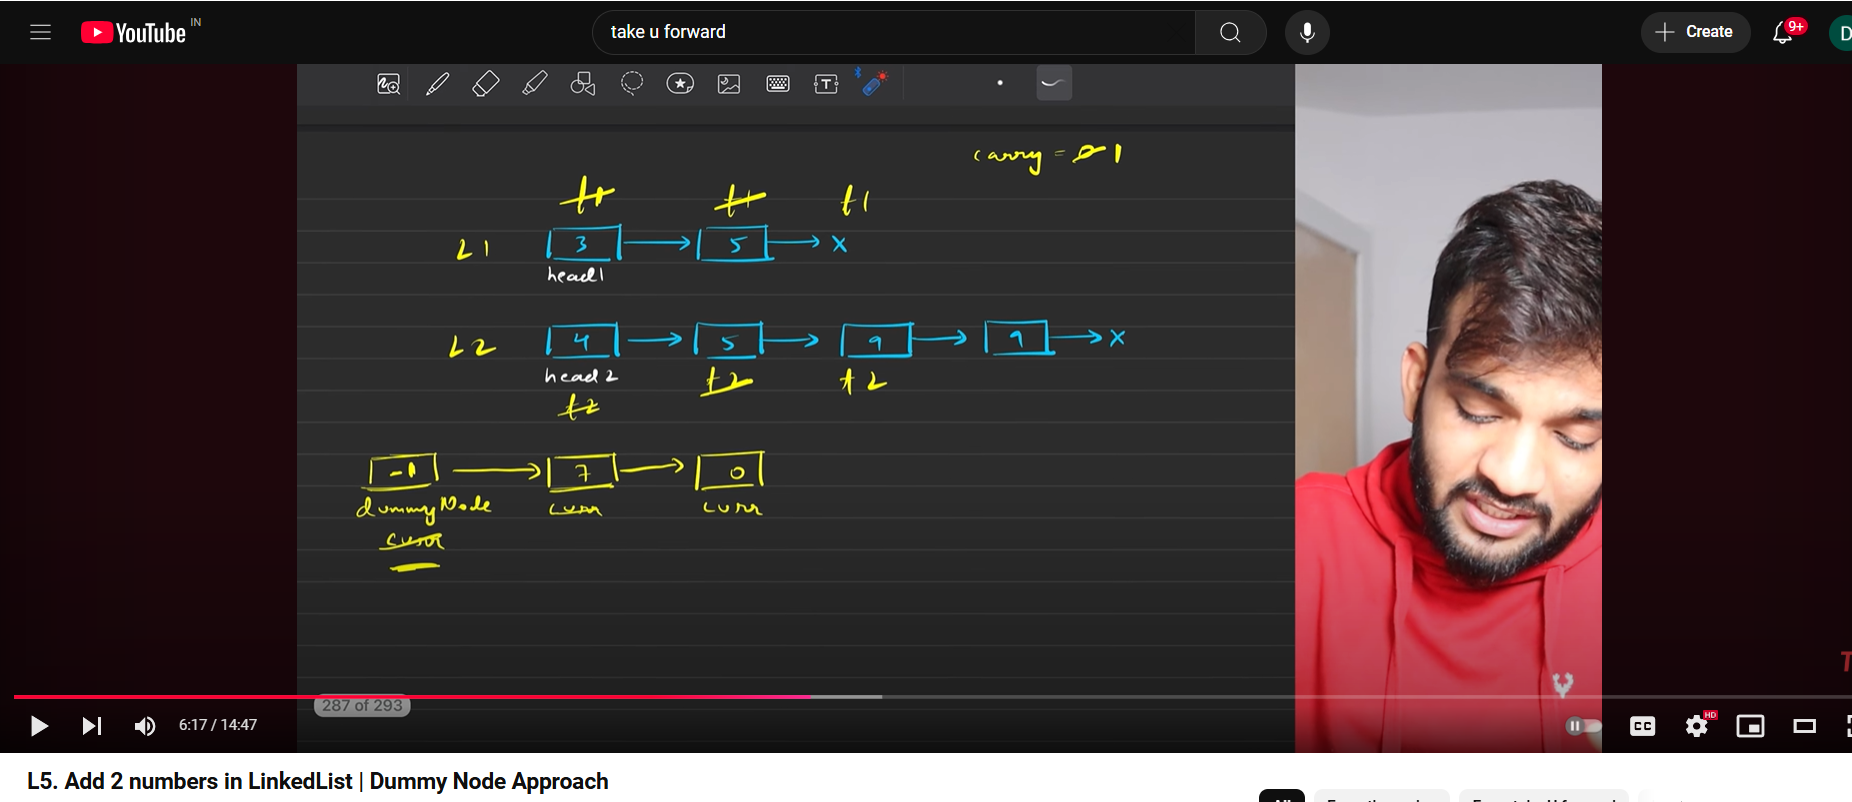 YouTube IN
take u forward
Create
9+
D
carry = 0 1
t1 t1 t1
L1 3 5 X
head1
L2 4 5 9 9 X
head2 t2 t2
t2
-1 7 0
dummyNode curr curr
curr
287 of 293
6:17 / 14:47
CC HD
L5. Add 2 numbers in LinkedList | Dummy Node Approach